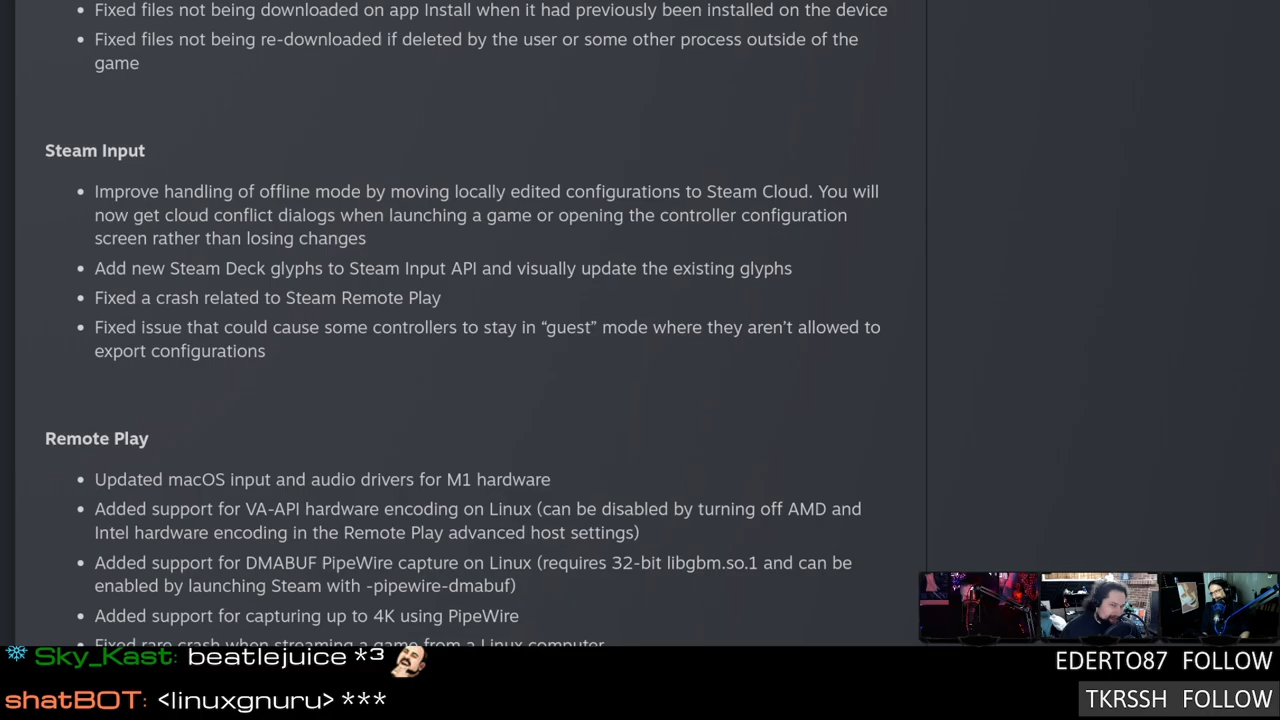 Fixed files not being downloaded on app Install when it had previously been installed on the device
Fixed files not being re-downloaded if deleted by the user or some other process outside of the
game
Steam Input
Improve handling of offline mode by moving locally edited configurations to Steam Cloud. You will
now get cloud conflict dialogs when launching a game or opening the controller configuration
screen rather than losing changes
Add new Steam Deck glyphs to Steam Input API and visually update the existing glyphs
Fixed a crash related to Steam Remote Play
Fixed issue that could cause some controllers to stay in “guest” mode where they aren’t allowed to
export configurations
Remote Play
Updated macOS input and audio drivers for M1 hardware
Added support for VA-API hardware encoding on Linux (can be disabled by turning off AMD and
Intel hardware encoding in the Remote Play advanced host settings)
Added support for DMABUF PipeWire capture on Linux (requires 32-bit libgbm.so.1 and can be
enabled by launching Steam with -pipewire-dmabuf)
Added support for capturing up to 4K using PipeWire
Fixed rare crash when streaming a game from a Linux computer
Sky_Kast: beatlejuice *³
shatBOT: <linuxgnuru> ***
EDERTO87 FOLLOW
TKRSSH FOLLOW